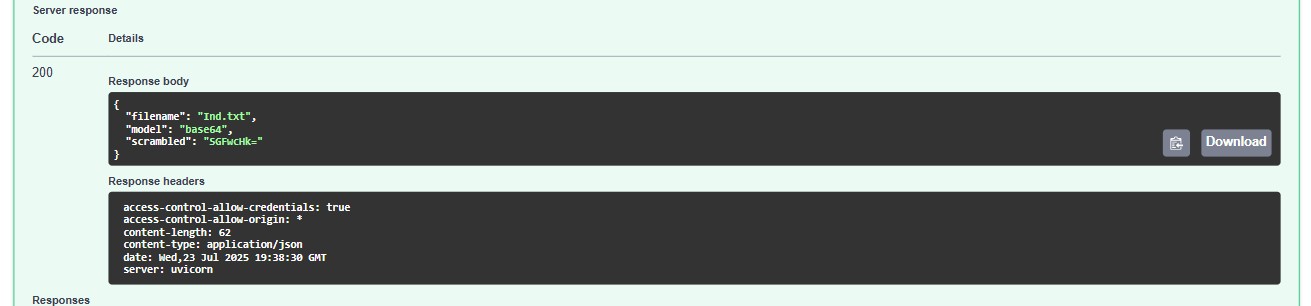 Server response
Code Details
200
Response body
{
"filename": "Ind.txt",
"model": "base64",
"scrambled": "SGFwcHk="
}
Download
Response headers
access-control-allow-credentials: true
access-control-allow-origin: *
content-length: 62
content-type: application/json
date: Wed,23 Jul 2025 19:38:30 GMT
server: uvicorn
Responses